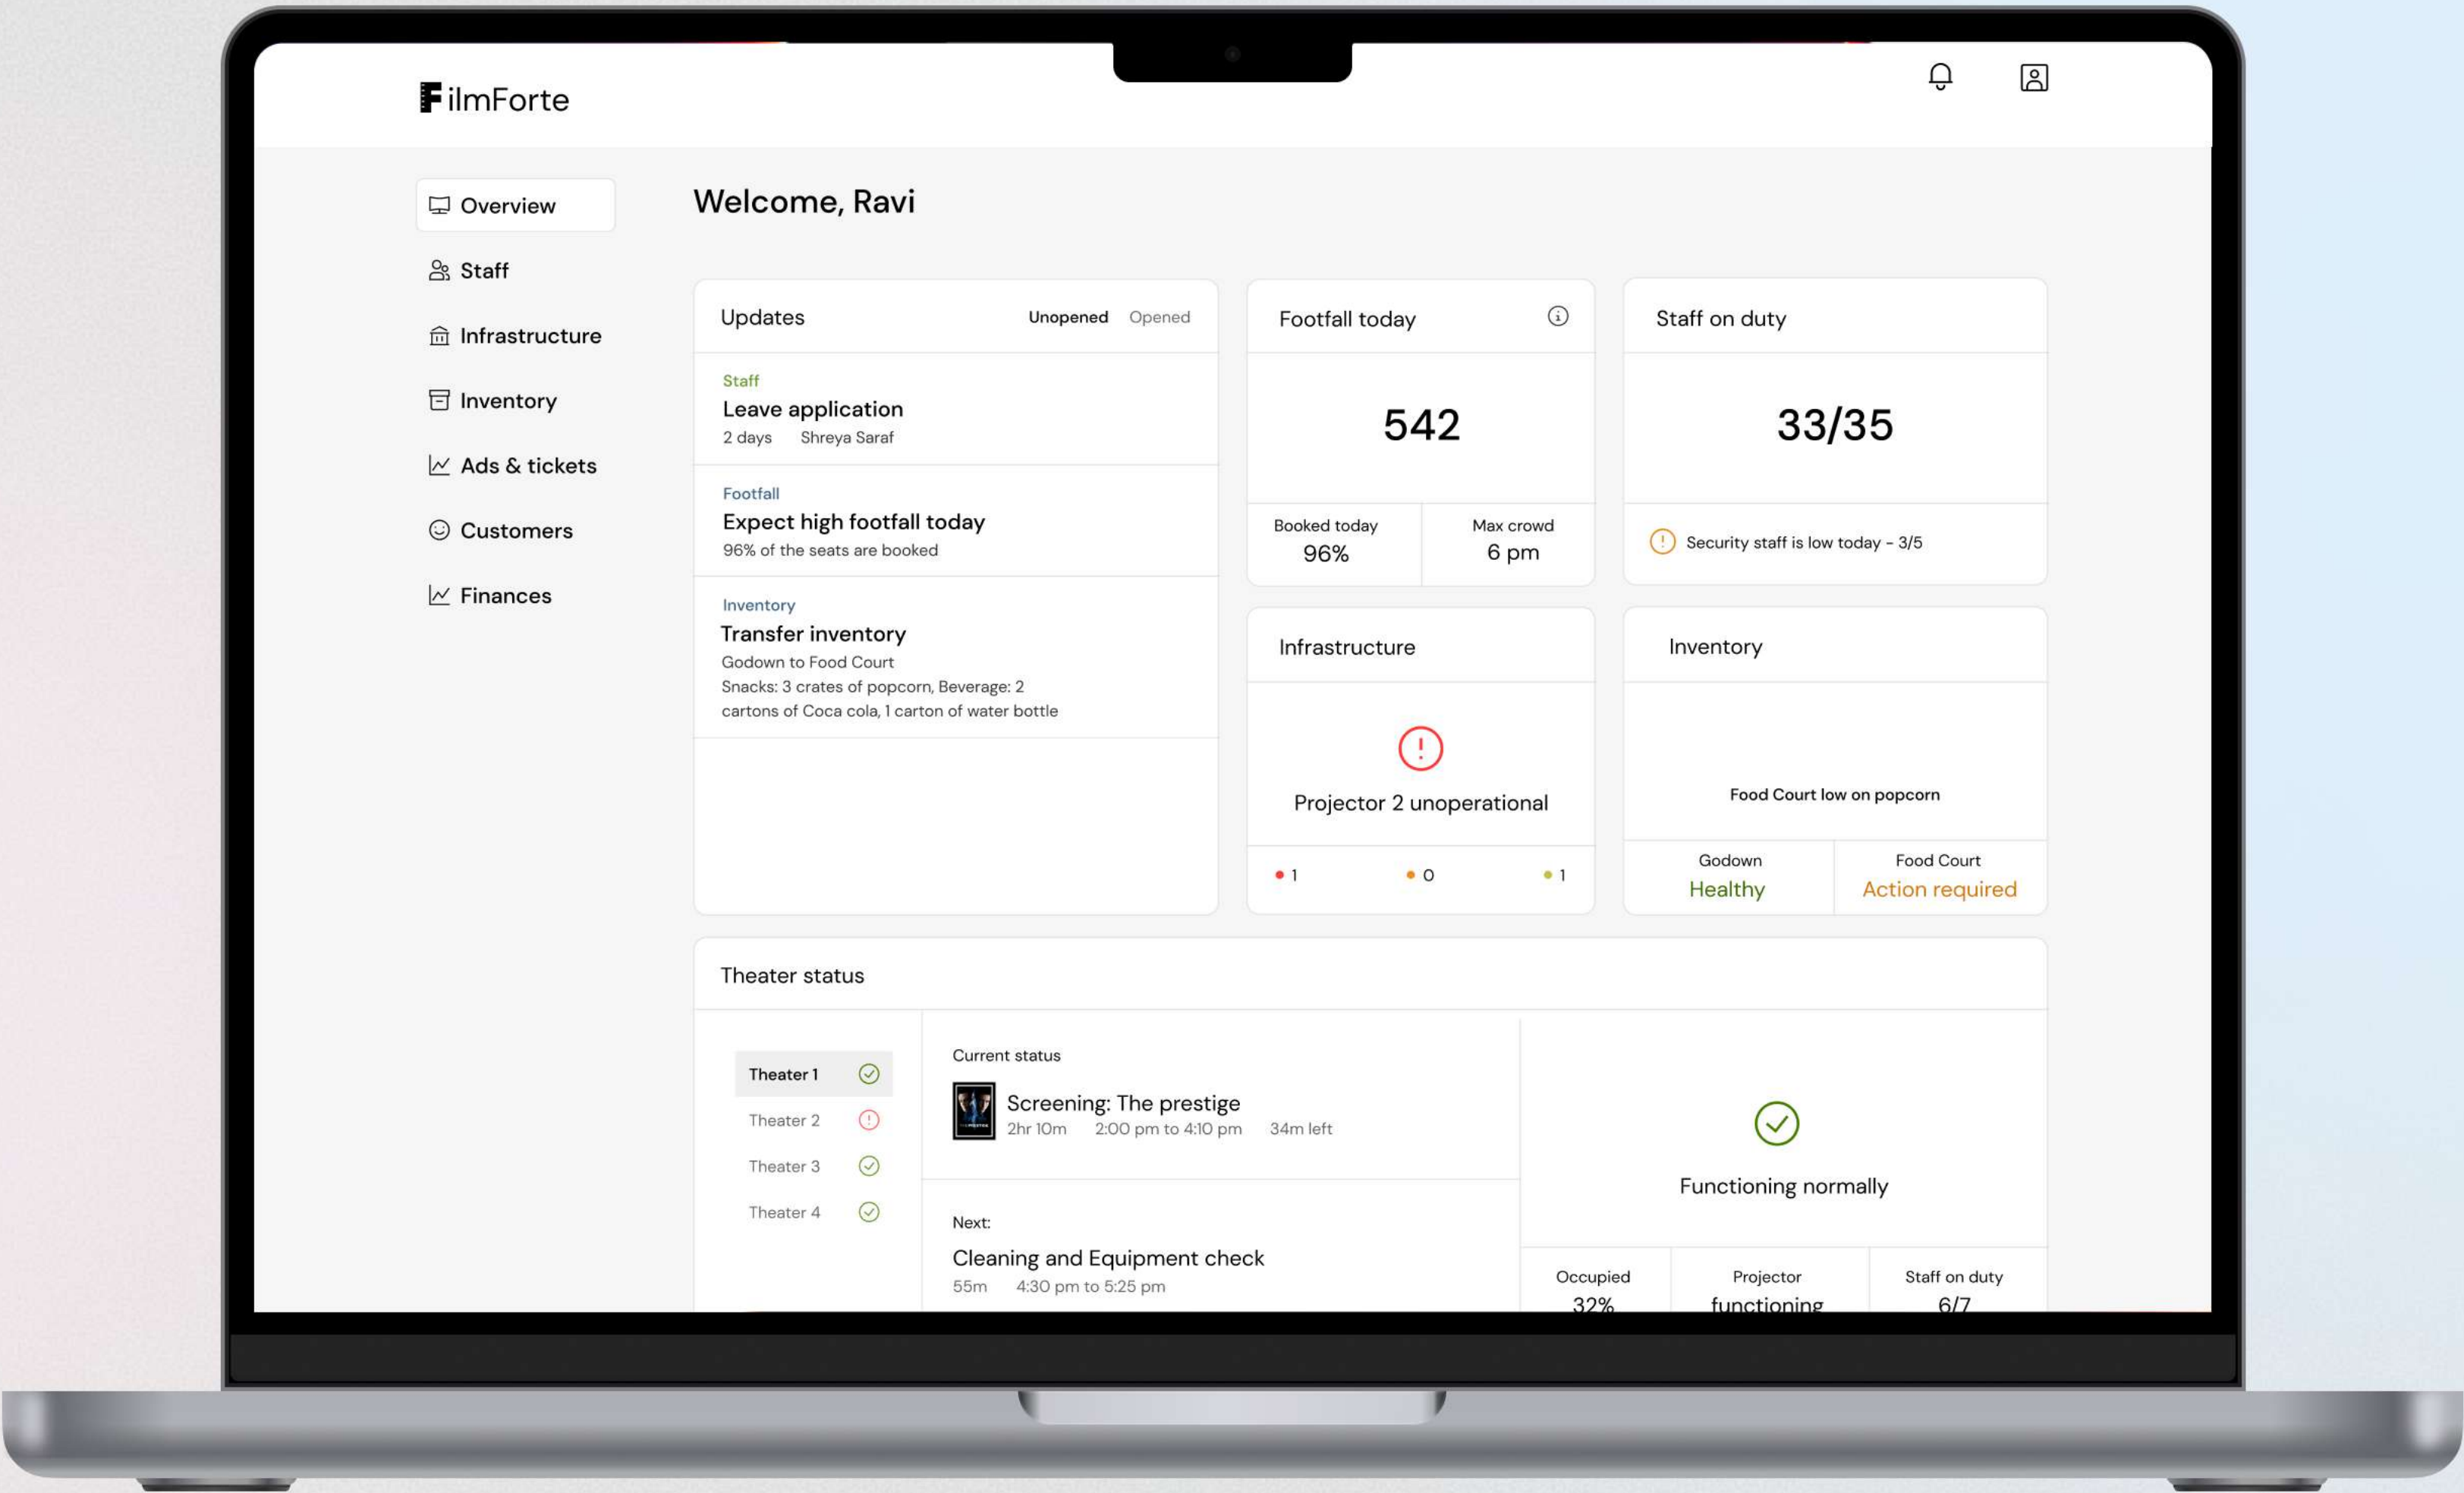 FilmForte
Overview
Staff
Infrastructure
Inventory
Ads & tickets
Customers
Finances
Welcome, Ravi
Updates
Unopened
Opened
Staff
Leave application
2 days
Shreya Saraf
Footfall
Expect high footfall today
96% of the seats are booked
Inventory
Transfer inventory
Godown to Food Court
Snacks: 3 crates of popcorn, Beverage: 2
cartons of Coca cola, 1 carton of water bottle
Footfall today
542
Booked today
96%
Max crowd
6 pm
Staff on duty
33/35
Security staff is low today - 3/5
Infrastructure
Projector 2 unoperational
1
0
1
Inventory
Food Court low on popcorn
Godown
Healthy
Food Court
Action required
Theater status
Theater 1
Theater 2
Theater 3
Theater 4
Current status
Screening: The prestige
2hr 10m
2:00 pm to 4:10 pm
34m left
Next:
Cleaning and Equipment check
55m
4:30 pm to 5:25 pm
Functioning normally
Occupied
32%
Projector
functioning
Staff on duty
6/7